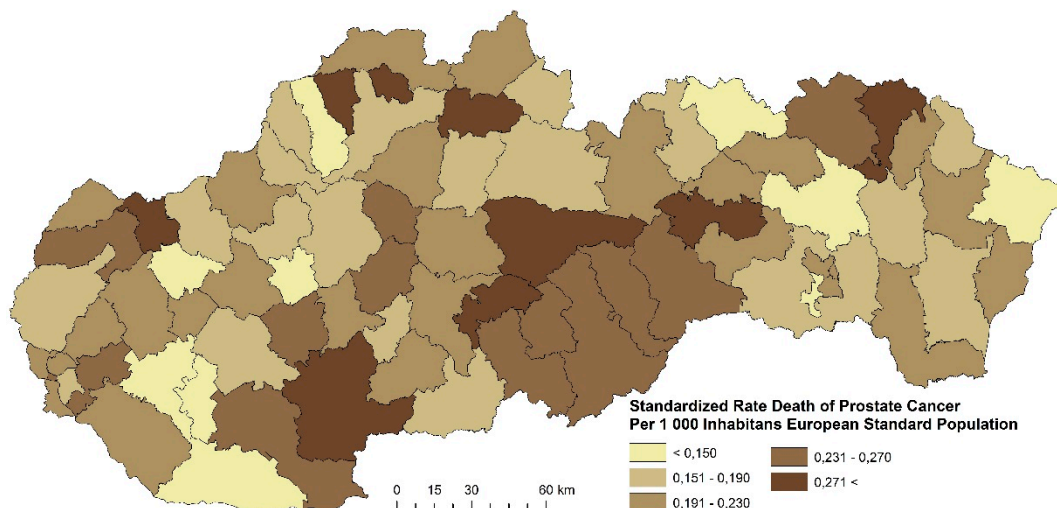 Standardized Rate Death of Prostate Cancer
Per 1 000 Inhabitans European Standard Population
< 0,150
0,151 - 0,190
0,191 - 0,230
0,231 - 0,270
0,271 <
0 15 30 60 km